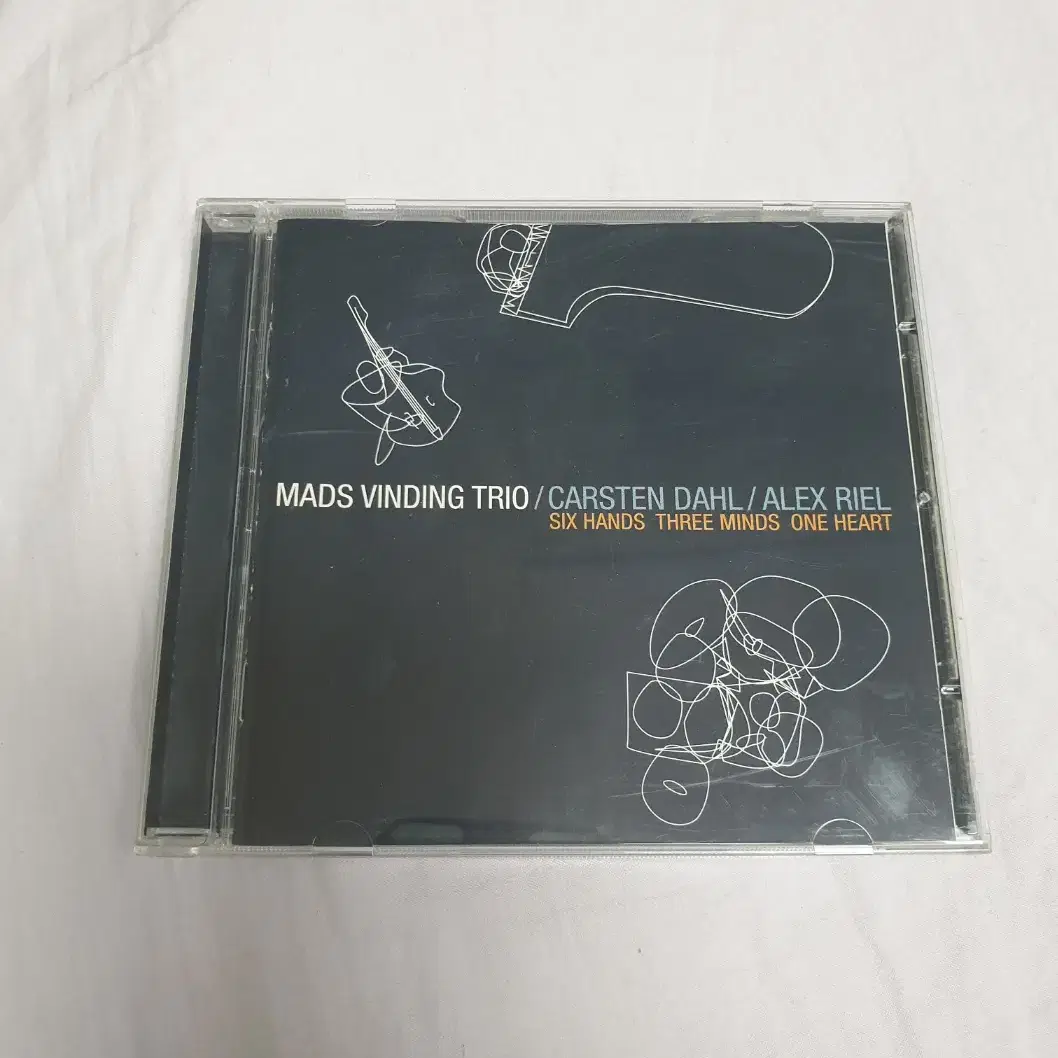 MADS VINDING TRIO / CARSTEN DAHL / ALEX RIEL
SIX HANDS THREE MINDS ONE HEART